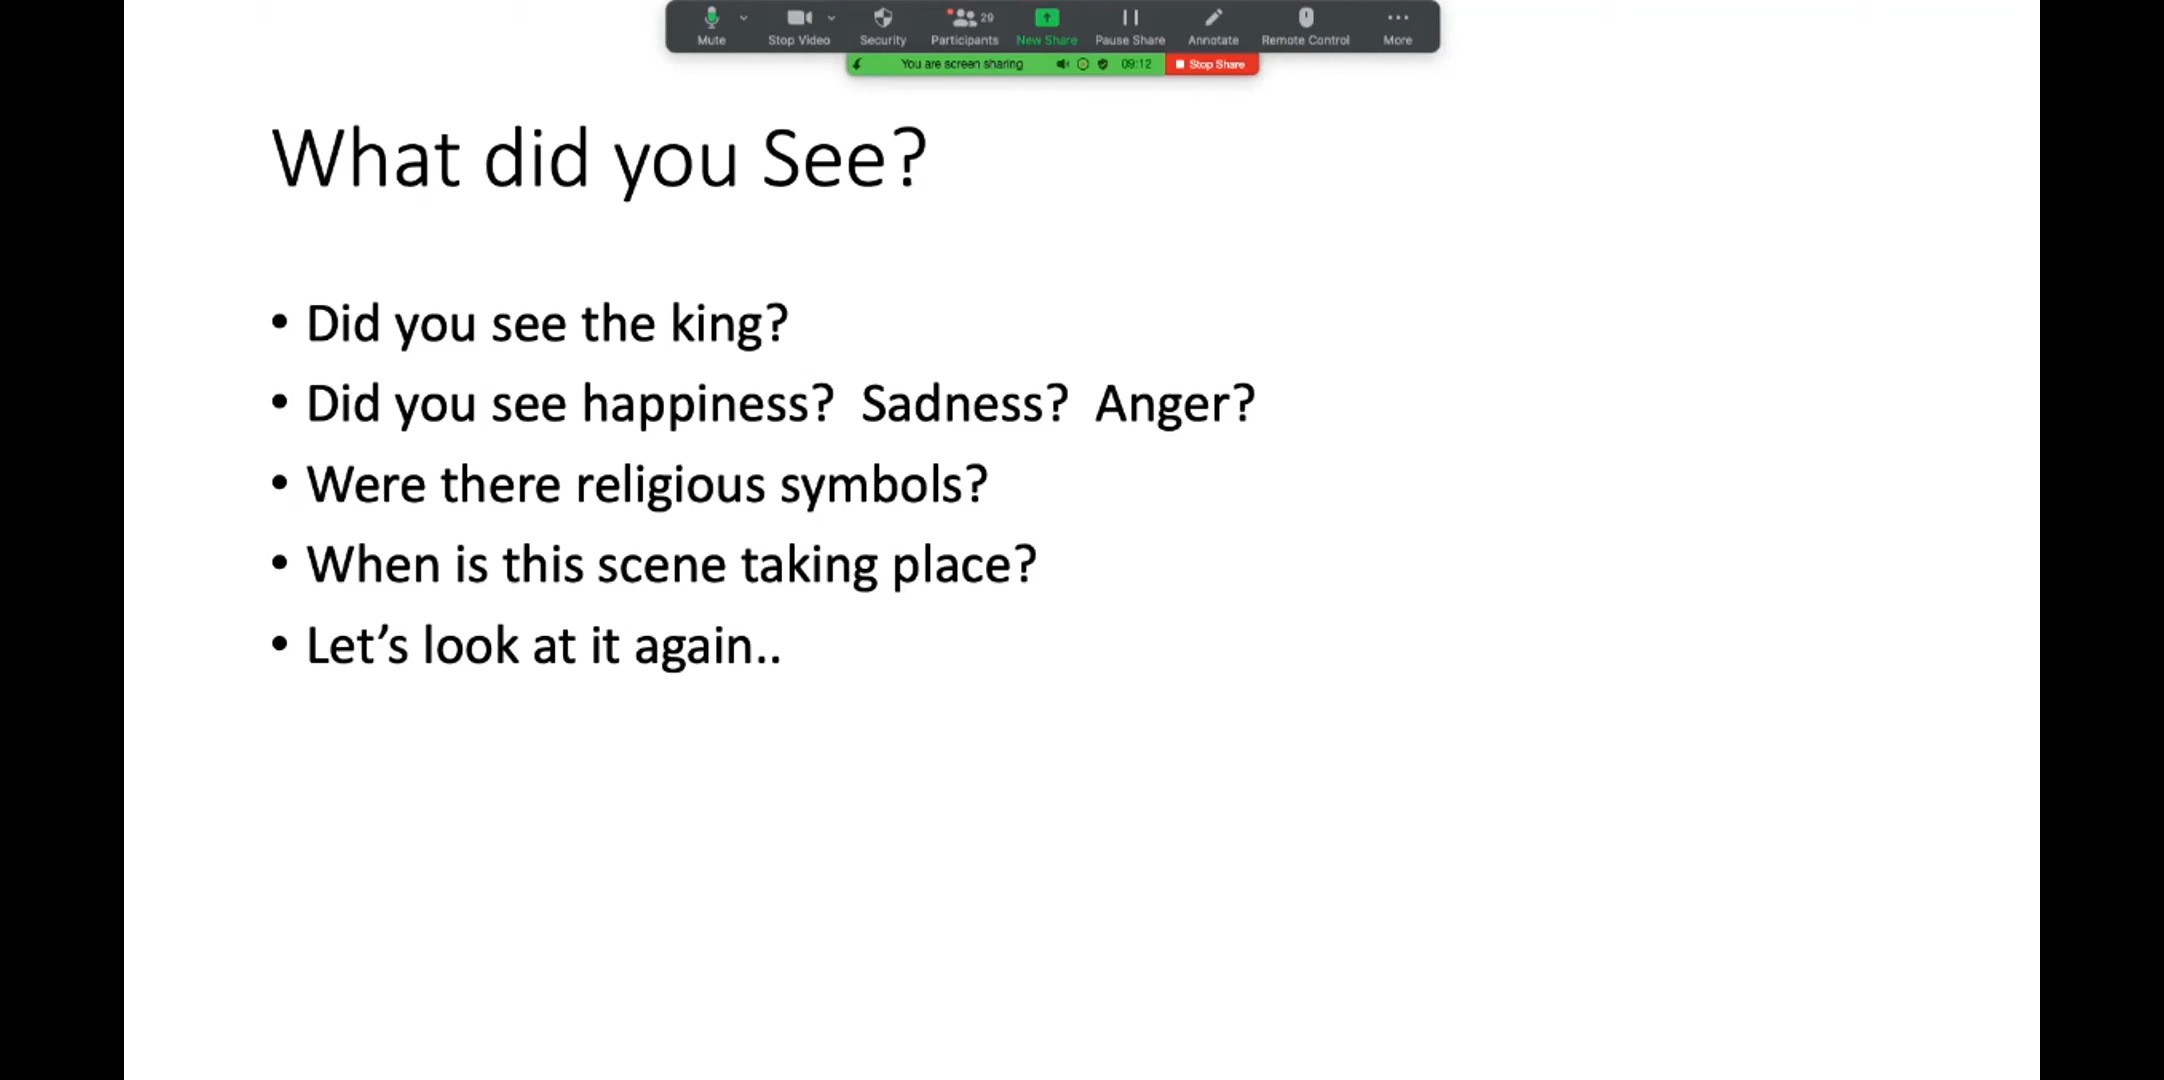 Mute Stop Video Security Participants 29 New Share Pause Share Annotate Remote Control More
You are screen sharing 09:12 Stop Share
What did you See?
• Did you see the king?
• Did you see happiness?  Sadness?  Anger?
• Were there religious symbols?
• When is this scene taking place?
• Let’s look at it again..